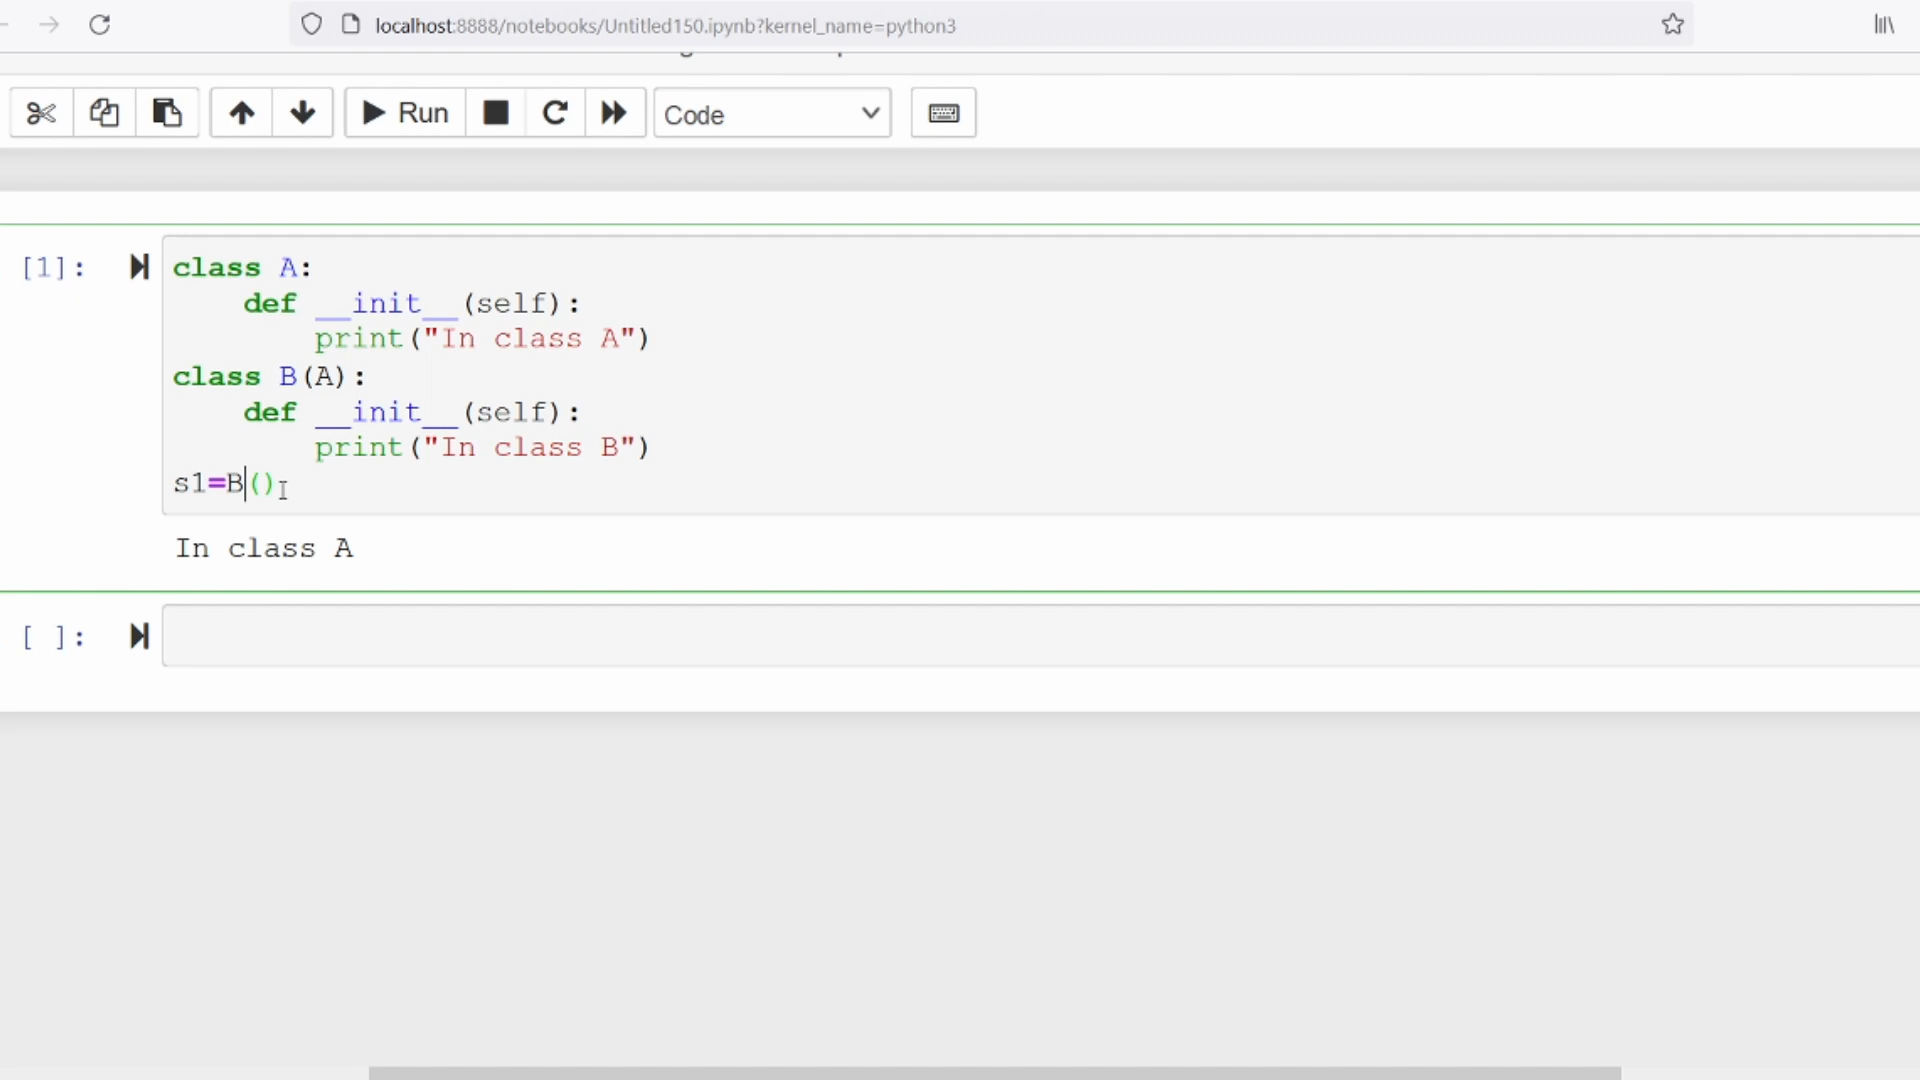 localhost:8888/notebooks/Untitled150.ipynb?kernel_name=python3
Run
Code
[1]:
class A:
    def __init__(self):
        print("In class A")
class B(A):
    def __init__(self):
        print("In class B")
s1=B()
In class A
[ ]: